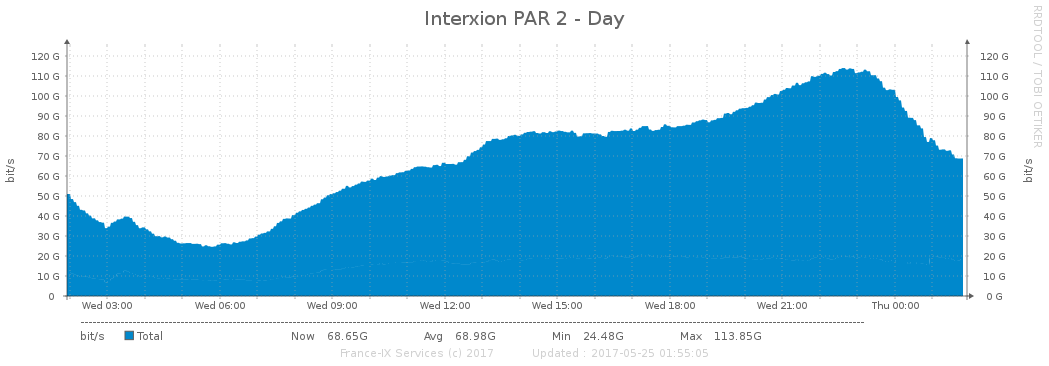 Interxion PAR 2 - Day
RRDTOOL / TOBI OETIKER
bit/s
120 G
110 G
100 G
90 G
80 G
70 G
60 G
50 G
40 G
30 G
20 G
10 G
0
120 G
110 G
100 G
90 G
80 G
70 G
60 G
50 G
40 G
30 G
20 G
10 G
0 G
bit/s
Wed 03:00 Wed 06:00 Wed 09:00 Wed 12:00 Wed 15:00 Wed 18:00 Wed 21:00 Thu 00:00
bit/s Total Now 68.65G Avg 68.98G Min 24.48G Max 113.85G
France-IX Services (c) 2017 Updated : 2017-05-25 01:55:05